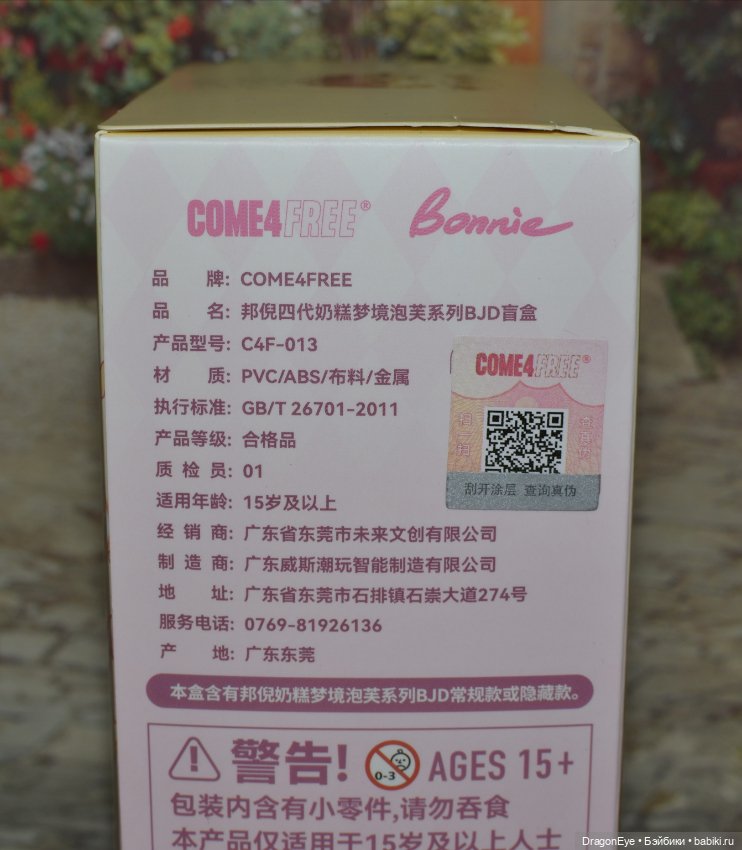 COME4FREE® Bonnie
品 牌: COME4FREE
品 名: 邦倪四代奶糕梦境泡芙系列BJD盲盒
产品型号: C4F-013
材 质: PVC/ABS/布料/金属
执行标准: GB/T 26701-2011
产品等级: 合格品
质 检 员: 01
适用年龄: 15岁及以上
经 销 商: 广东省东莞市未来文创有限公司
制 造 商: 广东威斯潮玩智能制造有限公司
地 址: 广东省东莞市石排镇石崇大道274号
服务电话: 0769-81926136
产 地: 广东东莞
COME4FREE®
扫一扫
查真伪
刮开涂层 查询真伪
本盒含有邦倪奶糕梦境泡芙系列BJD常规款或隐藏款。
警告! 0-3 AGES 15+
包装内含有小零件,请勿吞食
本产品仅适用于15岁及以上人士
DragonEye • Бэйбики • babiki.ru